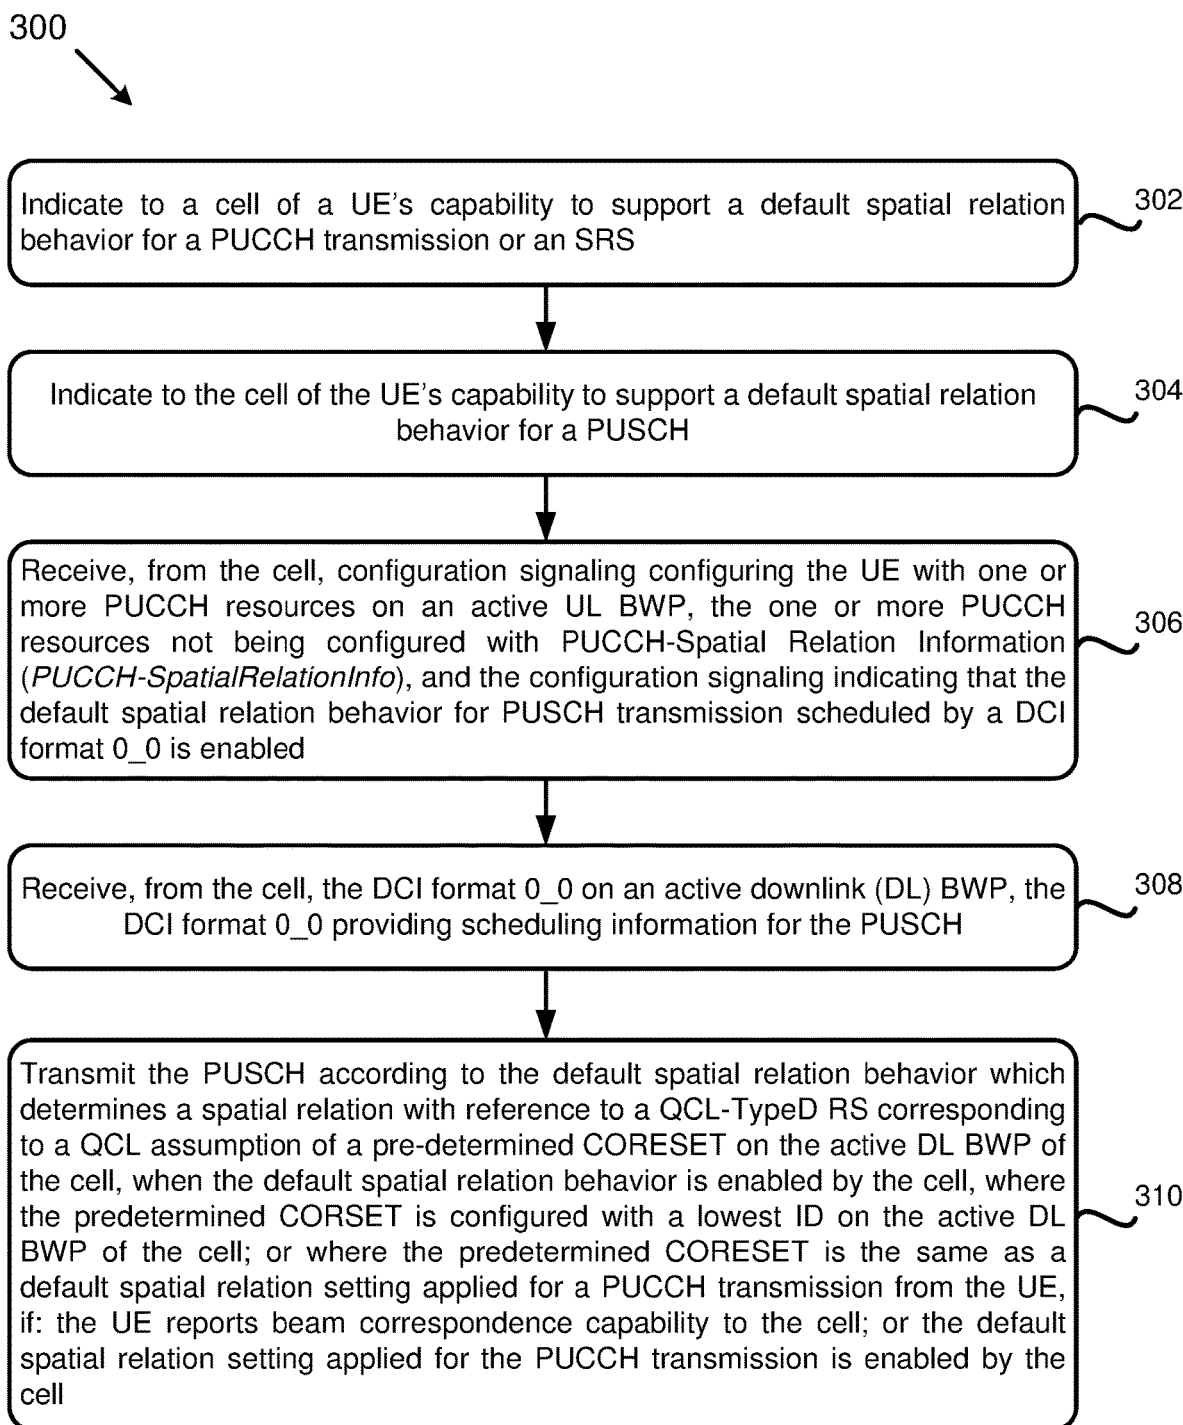 300
Indicate to a cell of a UE's capability to support a default spatial relation
behavior for a PUCCH transmission or an SRS
302
Indicate to the cell of the UE's capability to support a default spatial relation
behavior for a PUSCH
304
Receive, from the cell, configuration signaling configuring the UE with one or
more PUCCH resources on an active UL BWP, the one or more PUCCH
resources not being configured with PUCCH-Spatial Relation Information
(PUCCH-SpatialRelationInfo), and the configuration signaling indicating that the
default spatial relation behavior for PUSCH transmission scheduled by a DCI
format 0_0 is enabled
306
Receive, from the cell, the DCI format 0_0 on an active downlink (DL) BWP, the
DCI format 0_0 providing scheduling information for the PUSCH
308
Transmit the PUSCH according to the default spatial relation behavior which
determines a spatial relation with reference to a QCL-TypeD RS corresponding
to a QCL assumption of a pre-determined CORESET on the active DL BWP of
the cell, when the default spatial relation behavior is enabled by the cell, where
the predetermined CORSET is configured with a lowest ID on the active DL
BWP of the cell; or where the predetermined CORESET is the same as a
default spatial relation setting applied for a PUCCH transmission from the UE,
if: the UE reports beam correspondence capability to the cell; or the default
spatial relation setting applied for the PUCCH transmission is enabled by the
cell
310